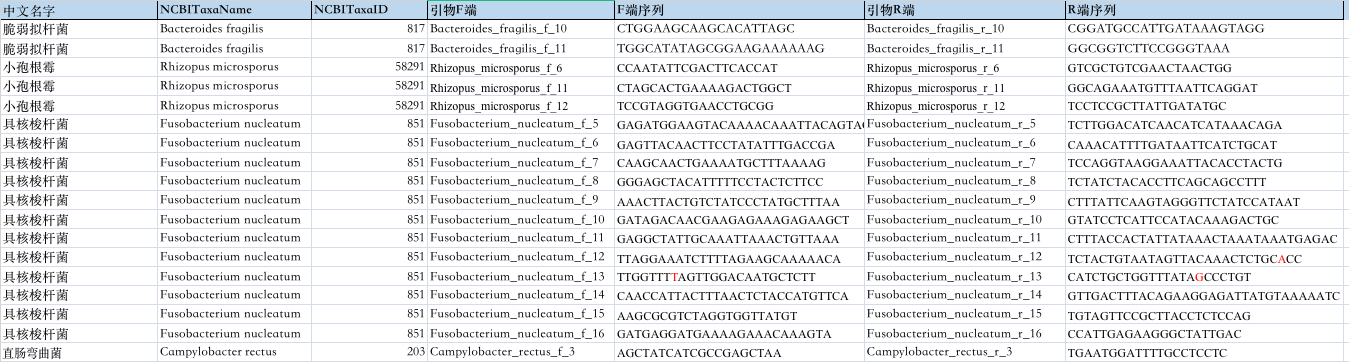 中文名字 NCBITaxaName NCBITaxaID 引物F端 F端序列 引物R端 R端序列
脆弱拟杆菌 Bacteroides fragilis 817 Bacteroides_fragilis_f_10 CTGGAAGCAAGCACATTAGC Bacteroides_fragilis_r_10 CGGATGCCATTGATAAAGTAGG
脆弱拟杆菌 Bacteroides fragilis 817 Bacteroides_fragilis_f_11 TGGCATATAGCGGAAGAAAAAAG Bacteroides_fragilis_r_11 GGCGGTCTTCCGGGTAAA
小孢根霉 Rhizopus microsporus 58291 Rhizopus_microsporus_f_6 CCAATATTCGACTTCACCAT Rhizopus_microsporus_r_6 GTCGCTGTCGAACTAACTGG
小孢根霉 Rhizopus microsporus 58291 Rhizopus_microsporus_f_11 CTAGCACTGAAAAGACTGGCT Rhizopus_microsporus_r_11 GGCAGAAATGTTTAATTCAGGAT
小孢根霉 Rhizopus microsporus 58291 Rhizopus_microsporus_f_12 TCCGTAGGTGAACCTGCGG Rhizopus_microsporus_r_12 TCCTCCGCTTATTGATATGC
具核梭杆菌 Fusobacterium nucleatum 851 Fusobacterium_nucleatum_f_5 GAGATGGAAGTACAAAACAAATTACAGTA Fusobacterium_nucleatum_r_5 TCTTGGACATCAACATCATAAACAGA
具核梭杆菌 Fusobacterium nucleatum 851 Fusobacterium_nucleatum_f_6 GAGTTACAACTTCCTATATTTGACCGA Fusobacterium_nucleatum_r_6 CAAACATTTTGATAATTCATCTGCAT
具核梭杆菌 Fusobacterium nucleatum 851 Fusobacterium_nucleatum_f_7 CAAGCAACTGAAAATGCTTTAAAAG Fusobacterium_nucleatum_r_7 TCCAGGTAAGGAAATTACACCTACTG
具核梭杆菌 Fusobacterium nucleatum 851 Fusobacterium_nucleatum_f_8 GGGAGCTACATTTTTCCTACTCTTCC Fusobacterium_nucleatum_r_8 TCTATCTACACCTTCAGCAGCCTTT
具核梭杆菌 Fusobacterium nucleatum 851 Fusobacterium_nucleatum_f_9 AAACTTACTGTCTATCCCTATGCTTTAA Fusobacterium_nucleatum_r_9 CTTTATTCAAGTAGGGTTCTATCCATAAT
具核梭杆菌 Fusobacterium nucleatum 851 Fusobacterium_nucleatum_f_10 GATAGACAACGAAGAGAAAGAGAAGCT Fusobacterium_nucleatum_r_10 GTATCCTCATTCCATACAAAGACTGC
具核梭杆菌 Fusobacterium nucleatum 851 Fusobacterium_nucleatum_f_11 GAGGCTATTGCAAATTAAACTGTTAAA Fusobacterium_nucleatum_r_11 CTTTACCACTATTATAAACTAAATAAATGAGAC
具核梭杆菌 Fusobacterium nucleatum 851 Fusobacterium_nucleatum_f_12 TTAGGAAATCTTTTAGAAGCAAAAACA Fusobacterium_nucleatum_r_12 TCTACTGTAATAGTTACAAACTCTGCACC
具核梭杆菌 Fusobacterium nucleatum 851 Fusobacterium_nucleatum_f_13 TTGGTTTTAGTTGGACAATGCTCTT Fusobacterium_nucleatum_r_13 CATCTGCTGGTTTATAGCCCTGT
具核梭杆菌 Fusobacterium nucleatum 851 Fusobacterium_nucleatum_f_14 CAACCATTACTTTAACTCTACCATGTTCA Fusobacterium_nucleatum_r_14 GTTGACTTTACAGAAGGAGATTATGTAAAAATC
具核梭杆菌 Fusobacterium nucleatum 851 Fusobacterium_nucleatum_f_15 AAGCGCGTCTAGGTGGTTATGT Fusobacterium_nucleatum_r_15 TGTAGTTCCGCTTACCTCTCCAG
具核梭杆菌 Fusobacterium nucleatum 851 Fusobacterium_nucleatum_f_16 GATGAGGATGAAAAGAAACAAAGTA Fusobacterium_nucleatum_r_16 CCATTGAGAAGGGCTATTGAC
直肠弯曲菌 Campylobacter rectus 203 Campylobacter_rectus_f_3 AGCTATCATCGCCGAGCTAA Campylobacter_rectus_r_3 TGAATGGATTTTGCCTCCTC